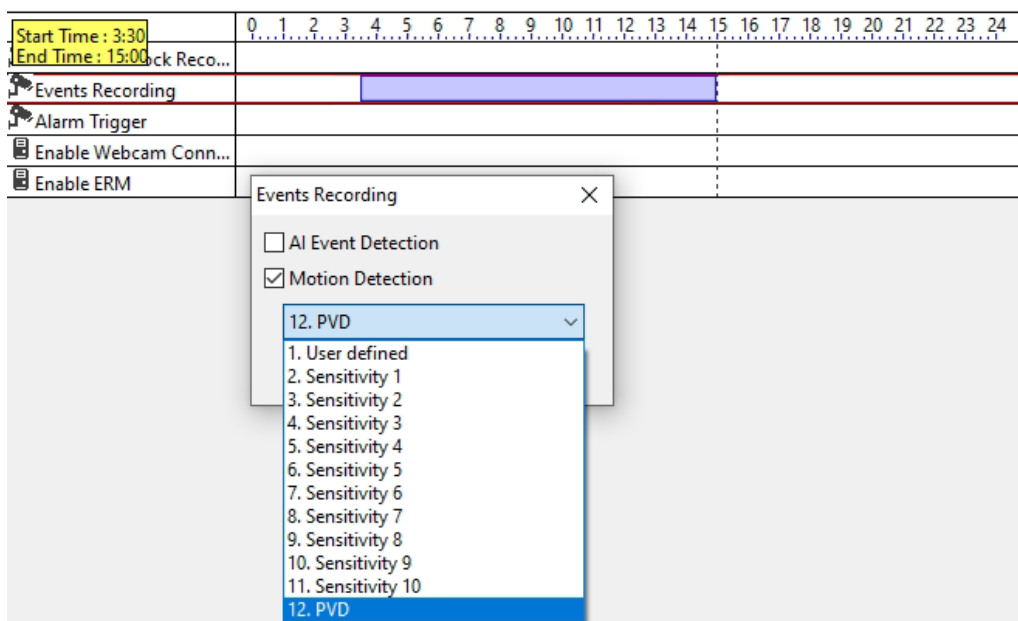 Start Time : 3:30
End Time : 15:00
0 1 2 3 4 5 6 7 8 9 10 11 12 13 14 15 16 17 18 19 20 21 22 23 24
ck Reco...
Events Recording
Alarm Trigger
Enable Webcam Conn...
Enable ERM
Events Recording
AI Event Detection
Motion Detection
12. PVD
1. User defined
2. Sensitivity 1
3. Sensitivity 2
4. Sensitivity 3
5. Sensitivity 4
6. Sensitivity 5
7. Sensitivity 6
8. Sensitivity 7
9. Sensitivity 8
10. Sensitivity 9
11. Sensitivity 10
12. PVD